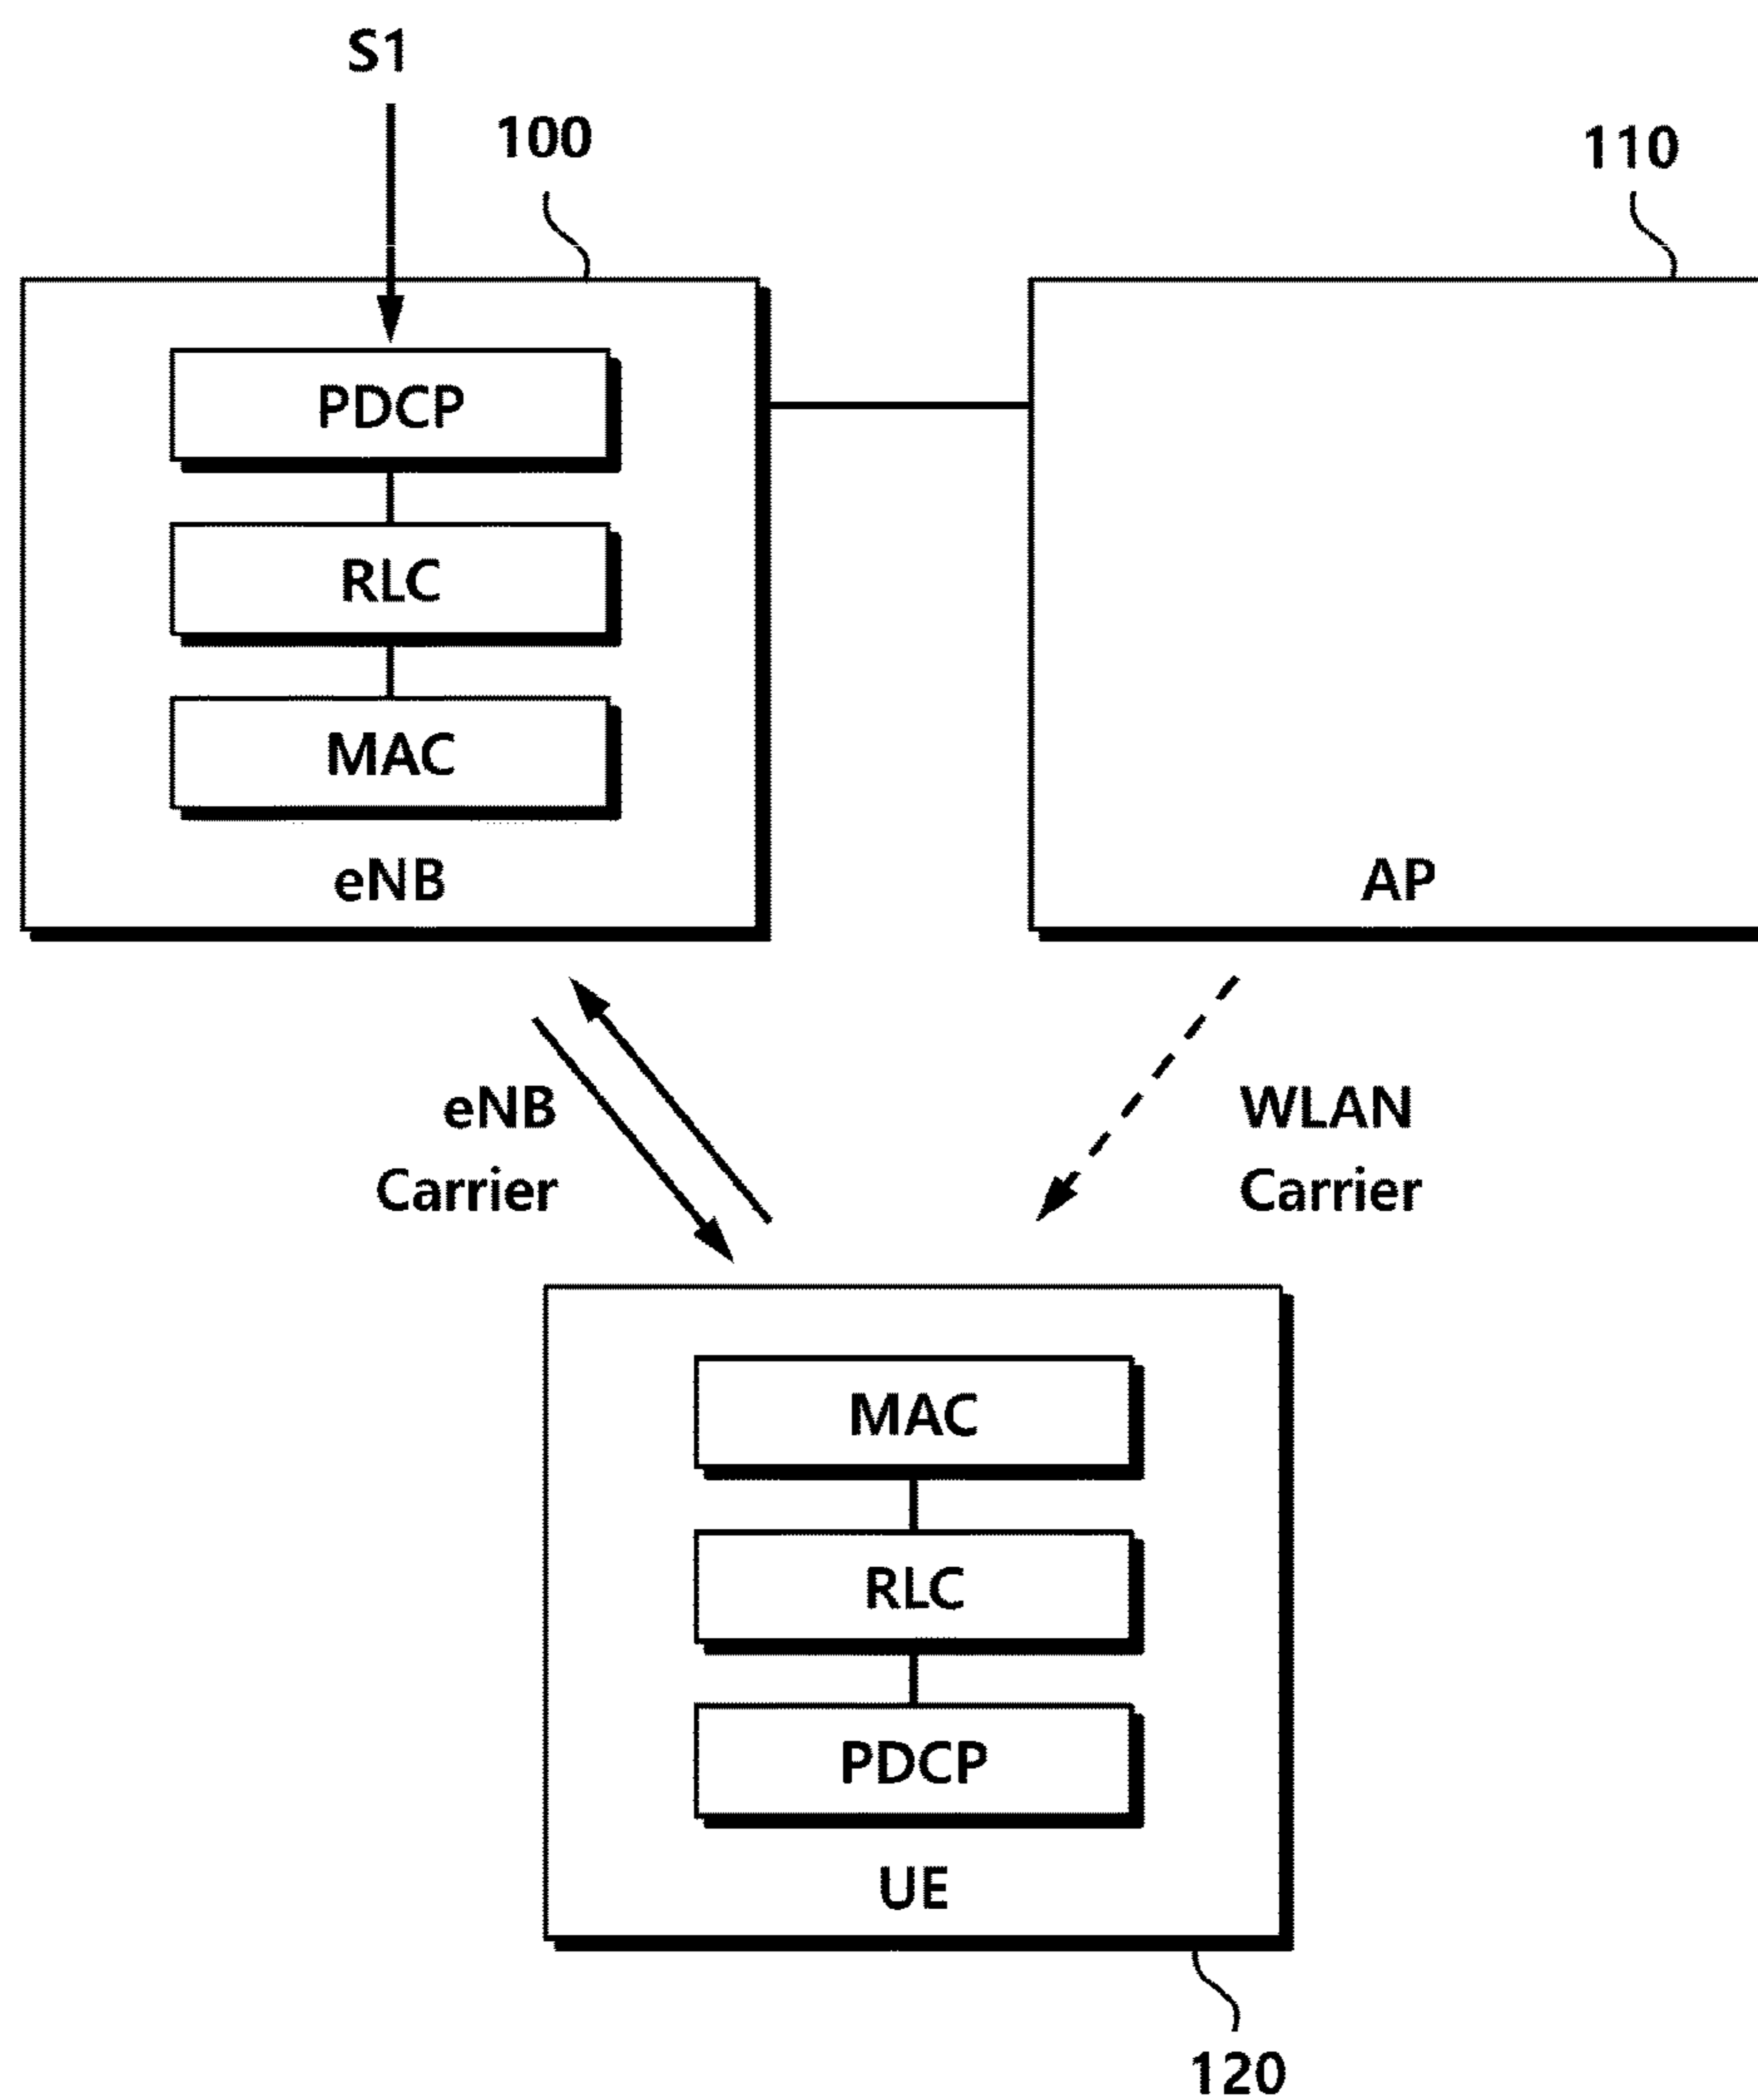 S1
100
110
PDCP
RLC
MAC
eNB
AP
eNB
Carrier
WLAN
Carrier
MAC
RLC
PDCP
UE
120